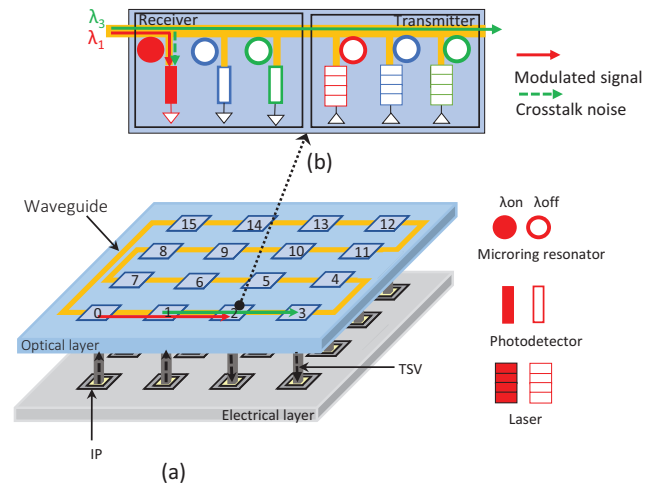 λ3
λ1
Receiver
Transmitter
Modulated signal
Crosstalk noise
(b)
Waveguide
15 14 13 12
8 9 10 11
7 6 5 4
0 1 2 3
Optical layer
TSV
Electrical layer
IP
(a)
λon λoff
Microring resonator
Photodetector
Laser